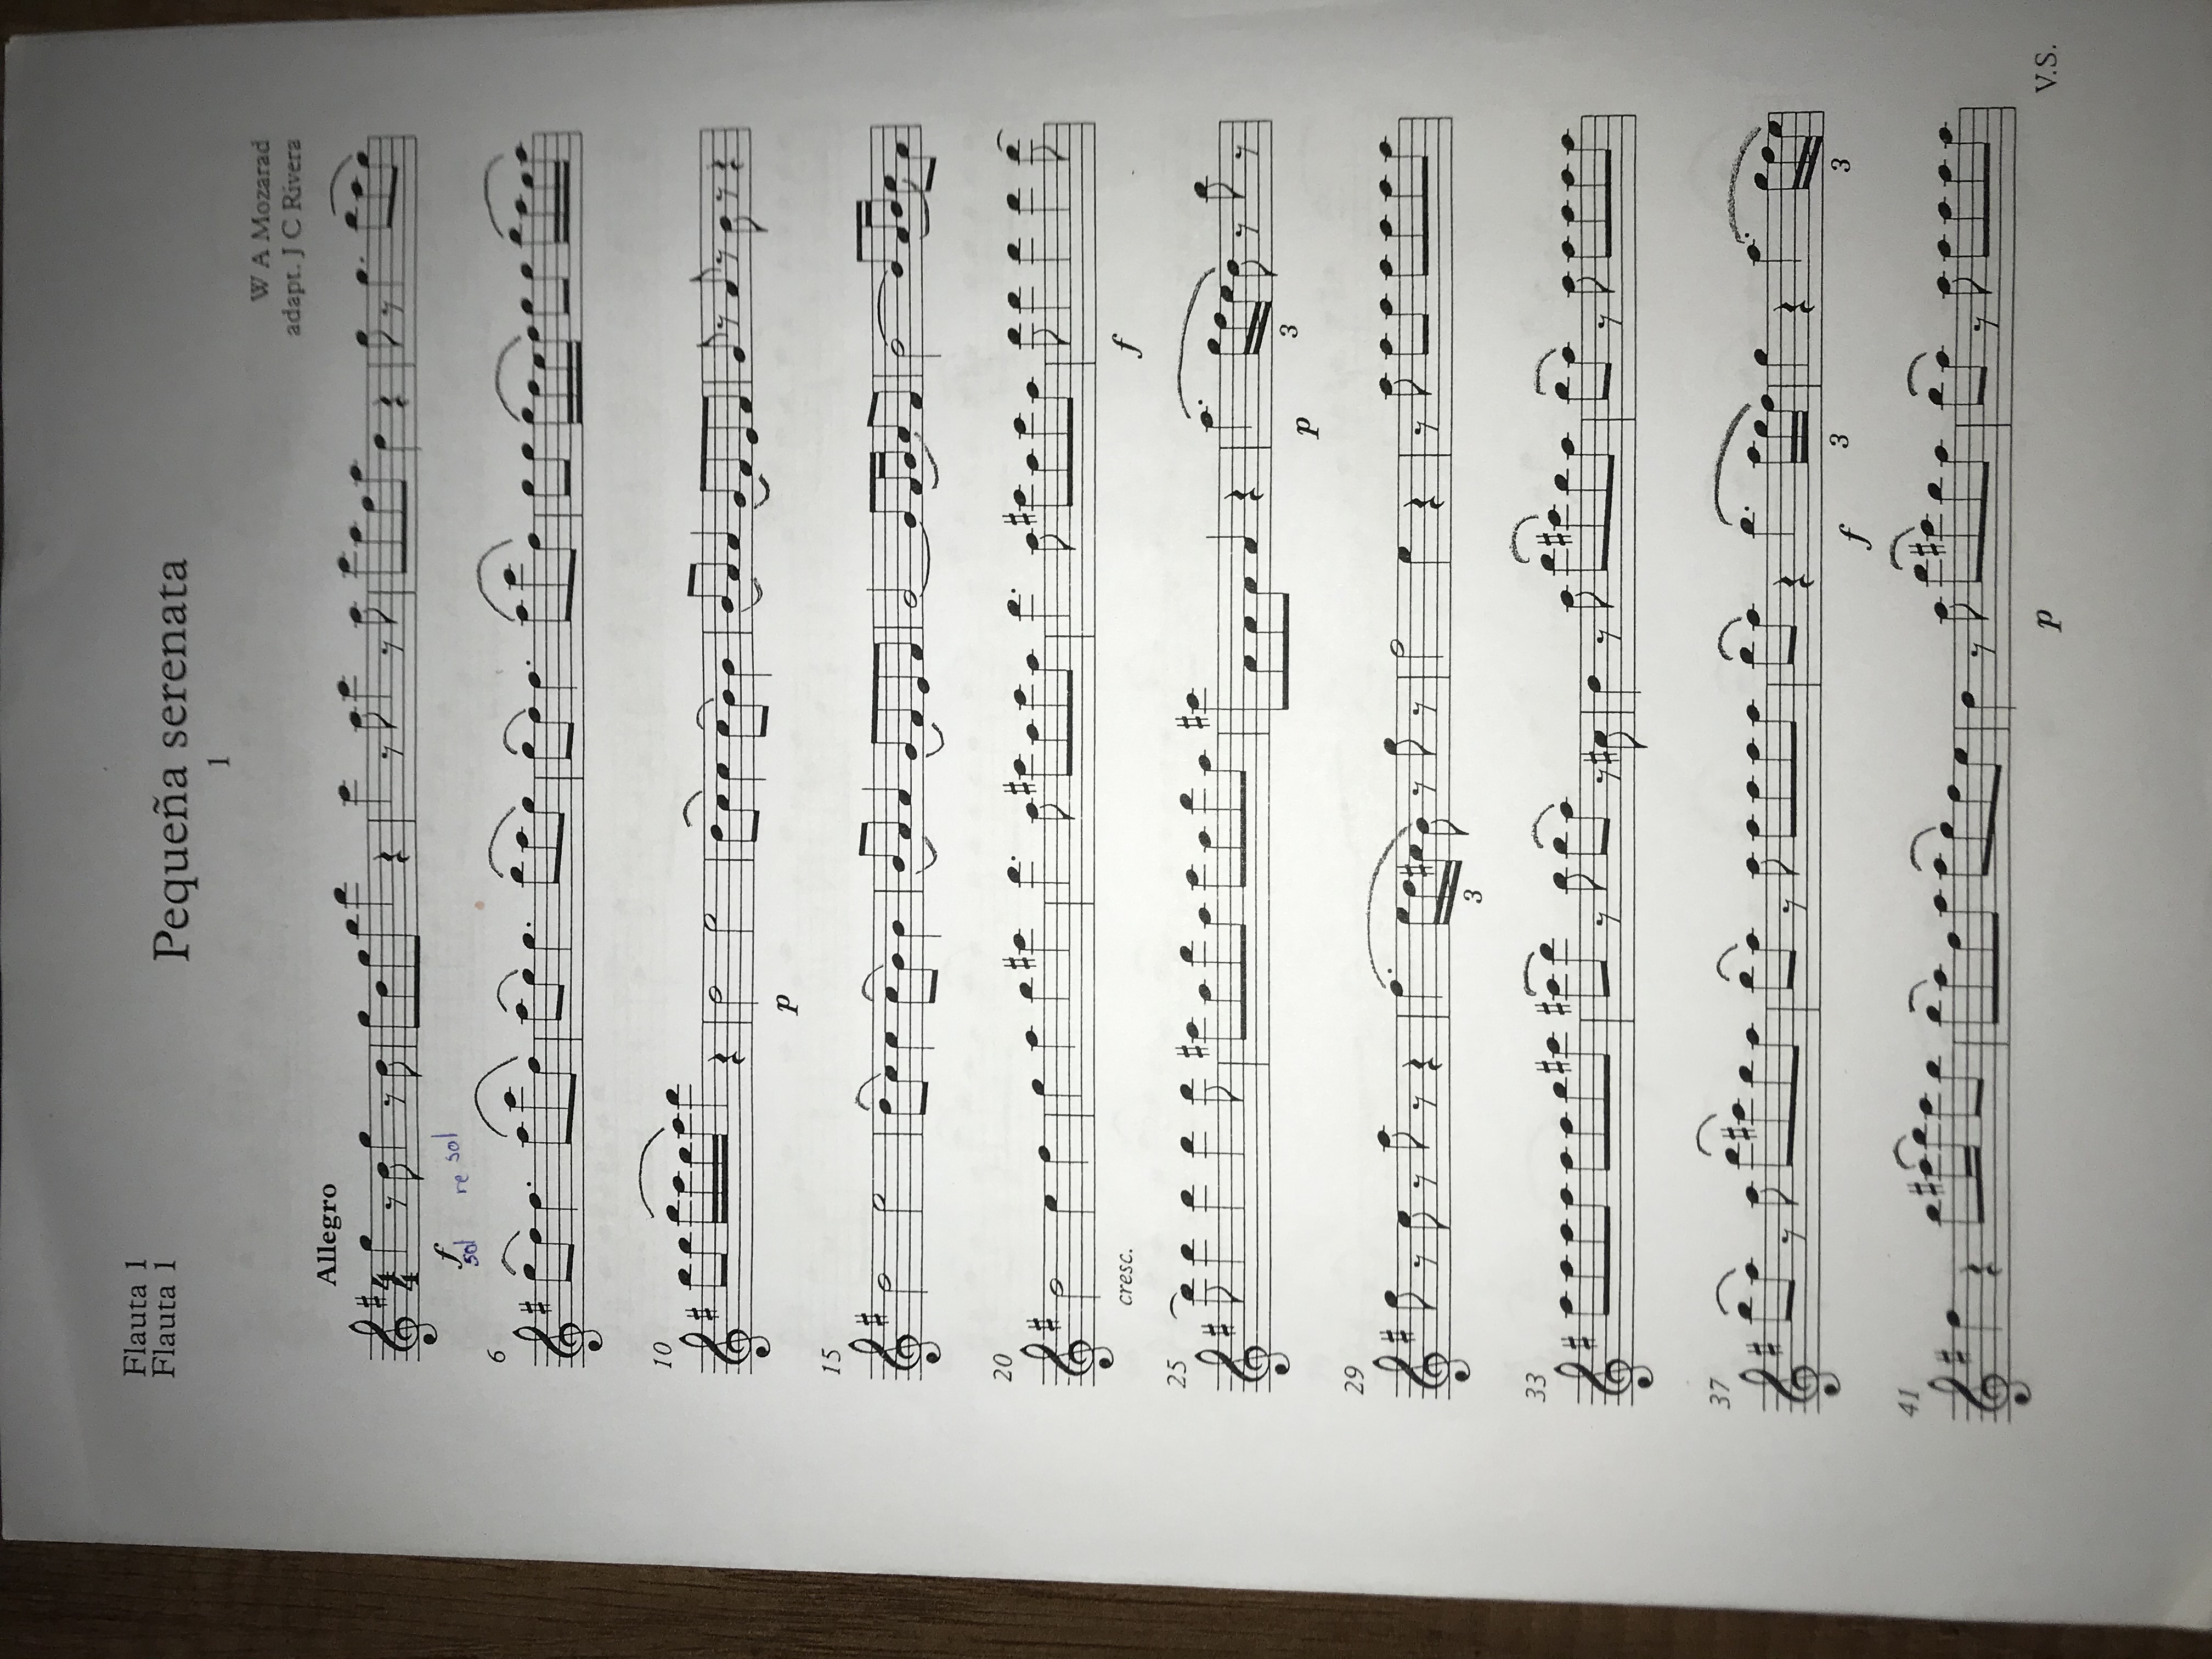 Flauta 1
Flauta 1
Pequeña serenata
1
W A Mozarad
adapt. J C Rivera
Allegro
4
4
f
sol re sol
6
10
p
15
20
cresc.
f
25
3
p
29
3
33
37
3
f
3
41
p
V.S.